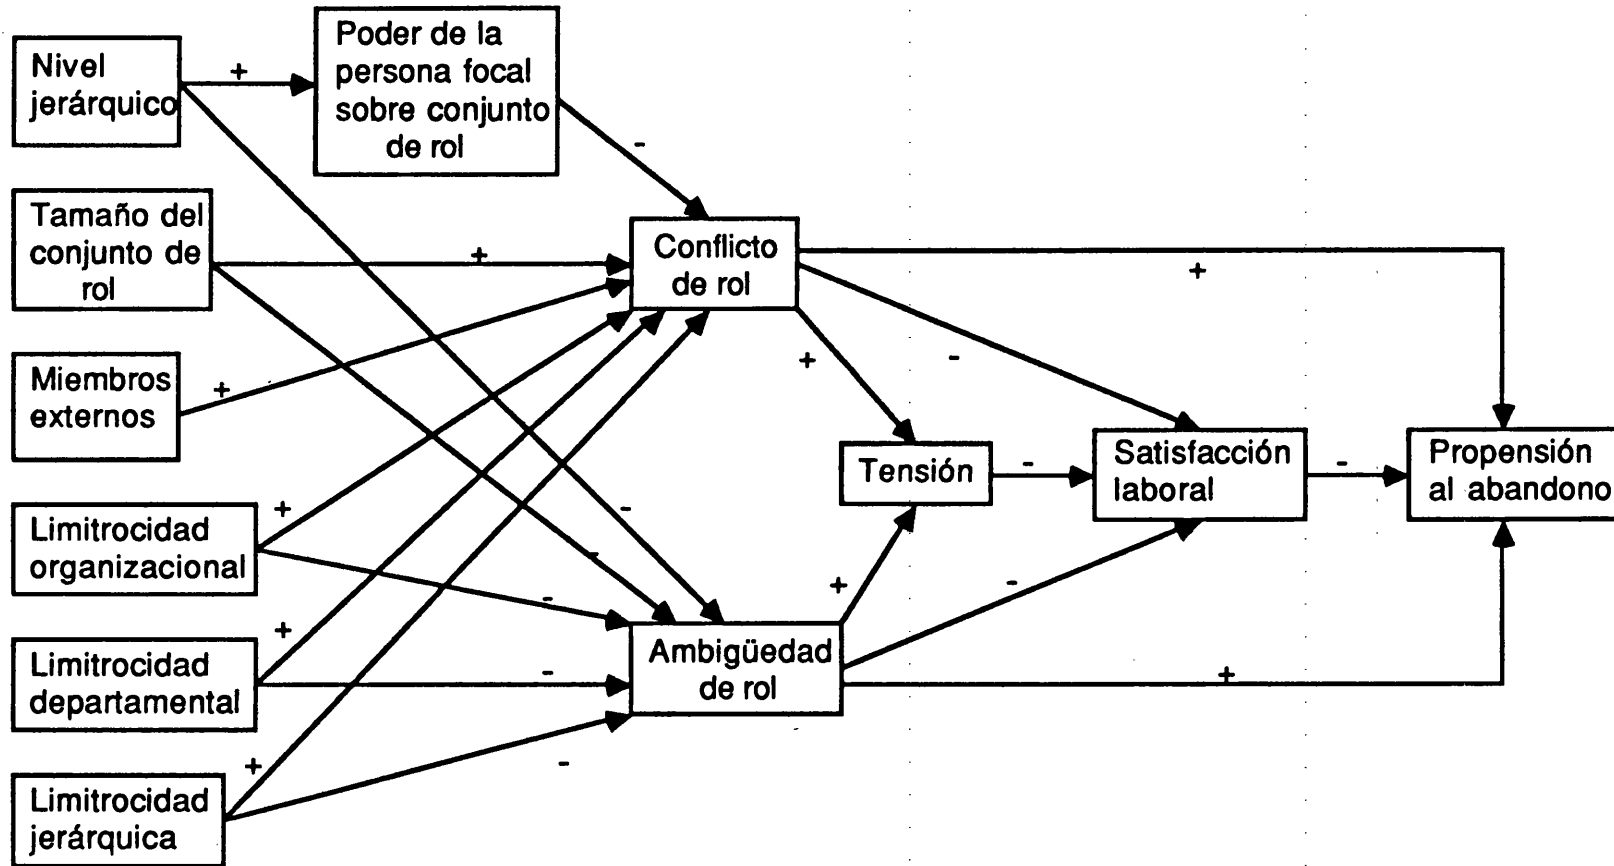 Nivel
jerárquico
+
Poder de la
persona focal
sobre conjunto
de rol
-
Tamaño del
conjunto de
rol
+
Conflicto
de rol
+
Miembros
externos
+
+
-
Tensión
-
Satisfacción
laboral
-
Propensión
al abandono
Limitrocidad
organizacional
+
-
-
-
+
-
Limitrocidad
departamental
+
-
Ambigüedad
de rol
+
Limitrocidad
jerárquica
+
-